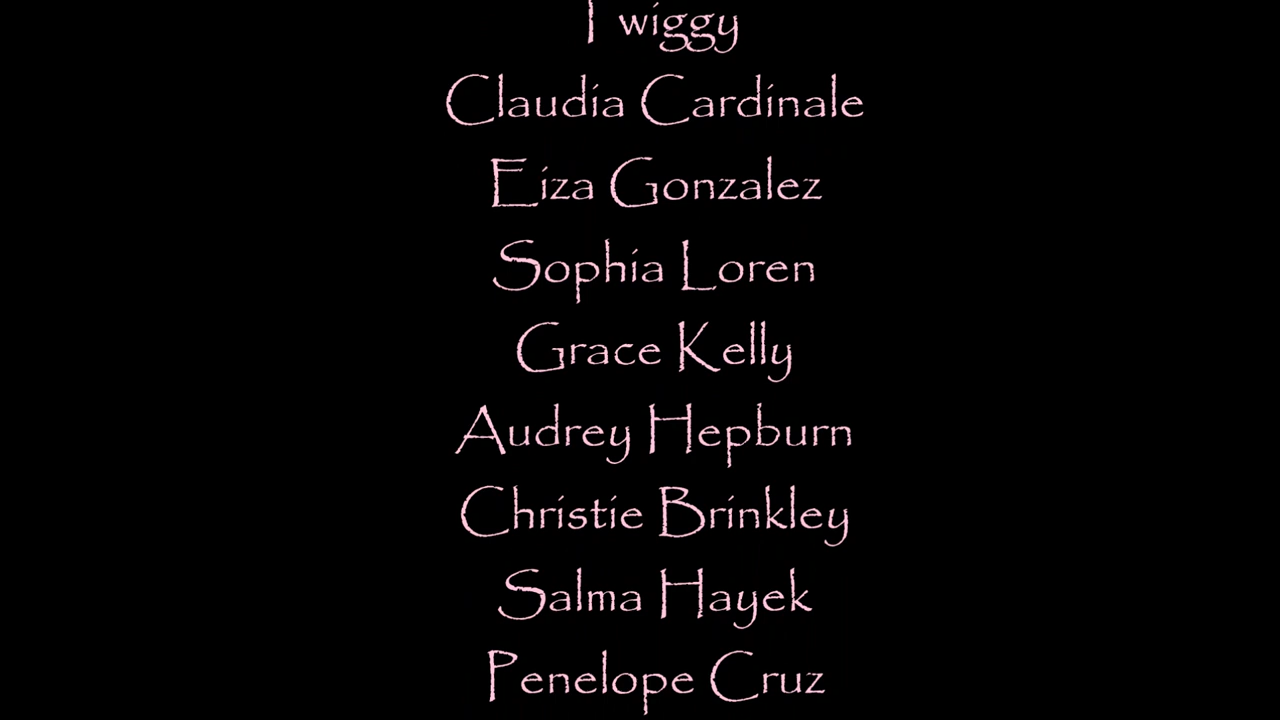 Twiggy
Claudia Cardinale
Eiza Gonzalez
Sophia Loren
Grace Kelly
Audrey Hepburn
Christie Brinkley
Salma Hayek
Penelope Cruz